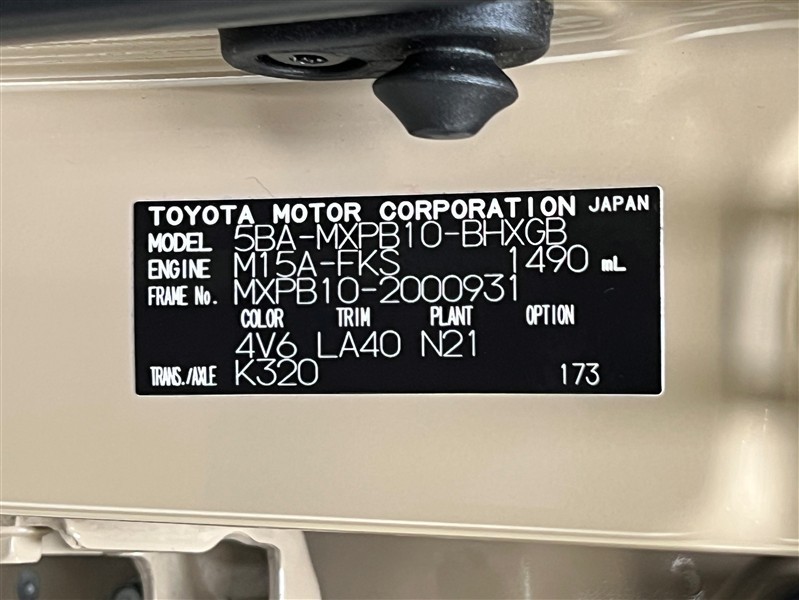 TOYOTA MOTOR CORPORATION JAPAN
MODEL 5BA-MXPB10-BHXGB
ENGINE M15A-FKS 1490 mL
FRAME No. MXPB10-2000931
COLOR TRIM PLANT OPTION
4V6 LA40 N21
TRANS./AXLE K320 173